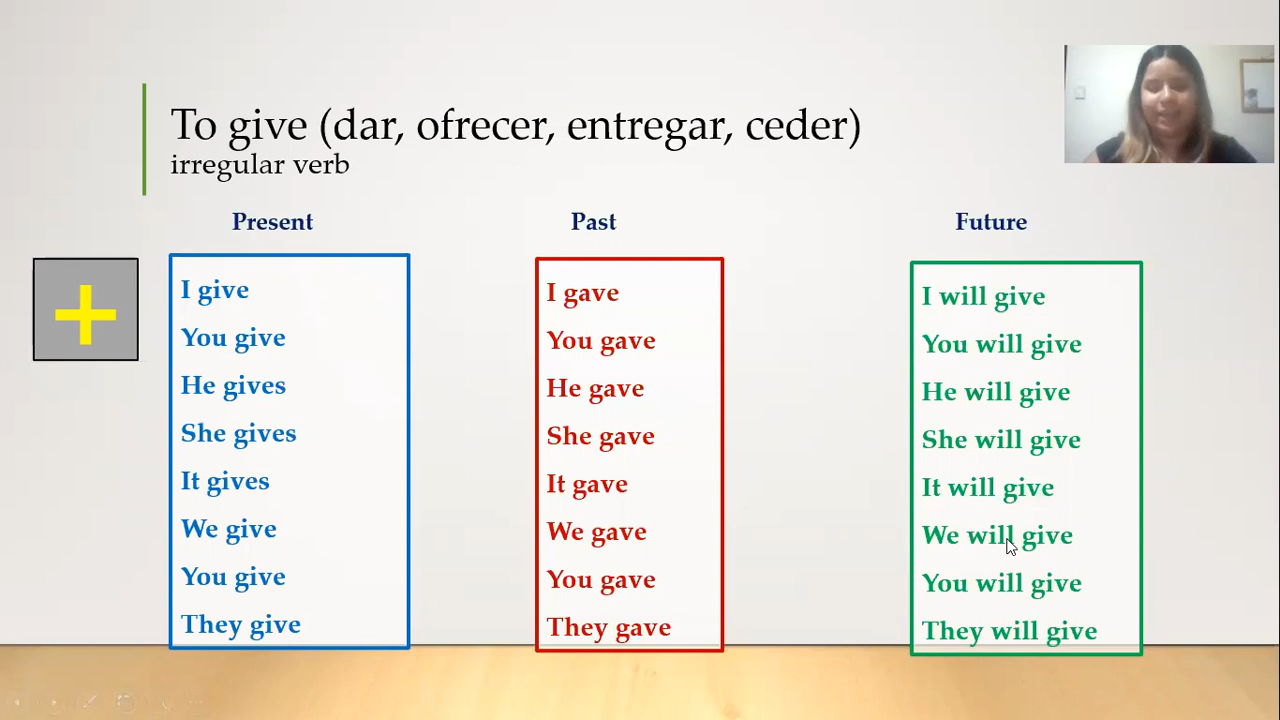 To give (dar, ofrecer, entregar, ceder)
irregular verb
Present
I give
You give
He gives
She gives
It gives
We give
You give
They give
Past
I gave
You gave
He gave
She gave
It gave
We gave
You gave
They gave
Future
I will give
You will give
He will give
She will give
It will give
We will give
You will give
They will give